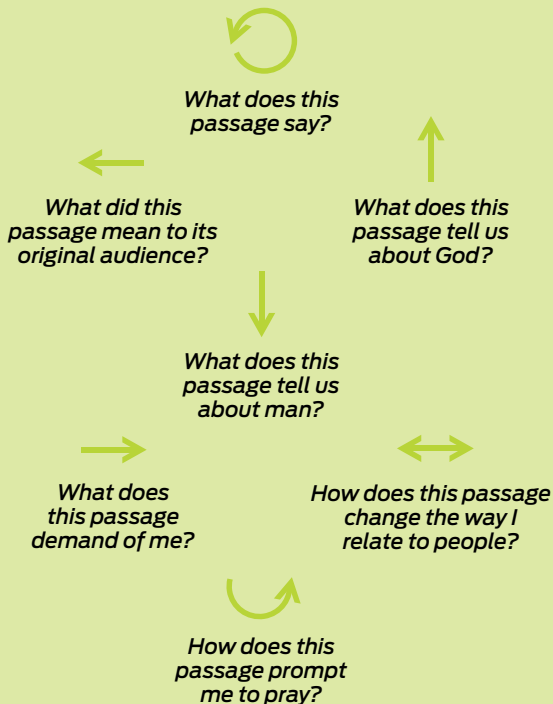 What does this
passage say?
What did this
passage mean to its
original audience?
What does this
passage tell us
about God?
What does this
passage tell us
about man?
What does
this passage
demand of me?
How does this passage
change the way I
relate to people?
How does this
passage prompt
me to pray?